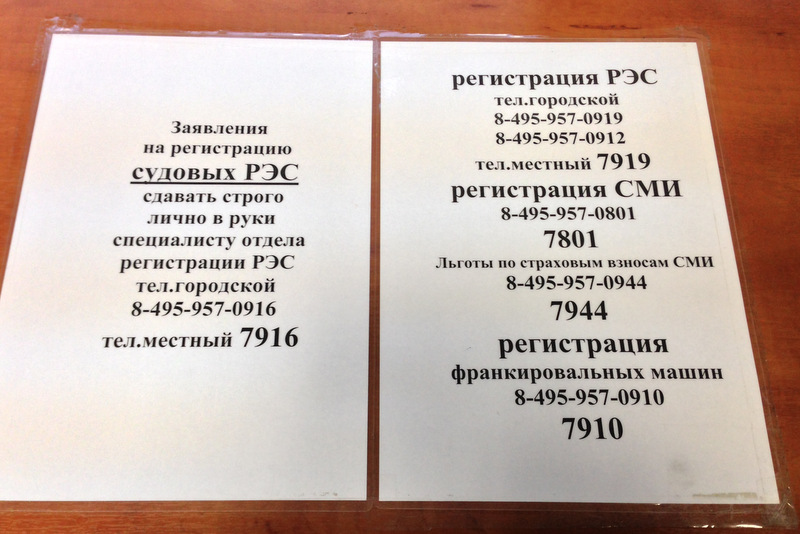 Заявления
на регистрацию
судовых РЭС
сдавать строго
лично в руки
специалисту отдела
регистрации РЭС
тел.городской
8-495-957-0916
тел.местный 7916
регистрация РЭС
тел.городской
8-495-957-0919
8-495-957-0912
тел.местный 7919
регистрация СМИ
8-495-957-0801
7801
Льготы по страховым взносам СМИ
8-495-957-0944
7944
регистрация
франкировальных машин
8-495-957-0910
7910